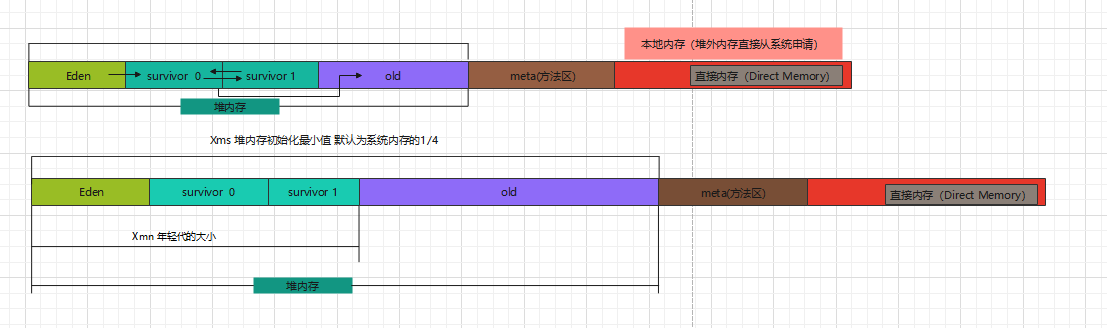 本地内存（堆外内存直接从系统申请）
Eden
survivor 0
survivor 1
old
meta(方法区)
直接内存（Direct Memory）
堆内存
Xms 堆内存初始化最小值 默认为系统内存的1/4
Eden
survivor 0
survivor 1
old
meta(方法区)
直接内存（Direct Memory）
Xmn 年轻代的大小
堆内存